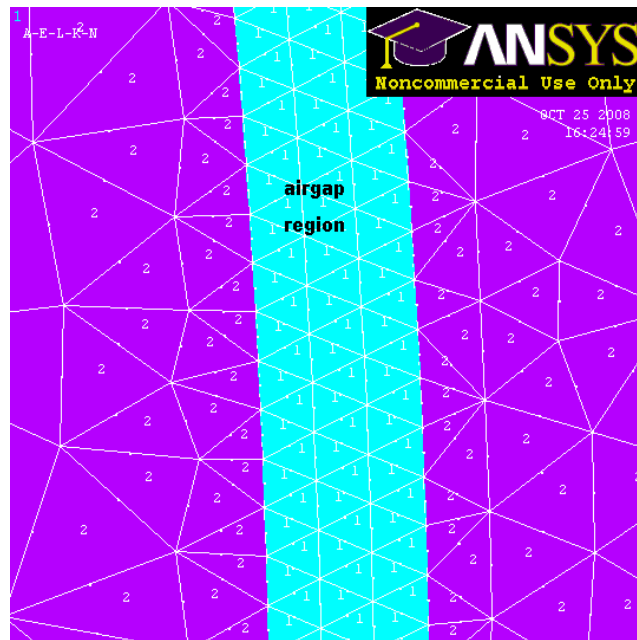 1
A-E-L-K-N
ANSYS
Noncommercial Use Only
OCT 25 2008
16:24:59
airgap
region